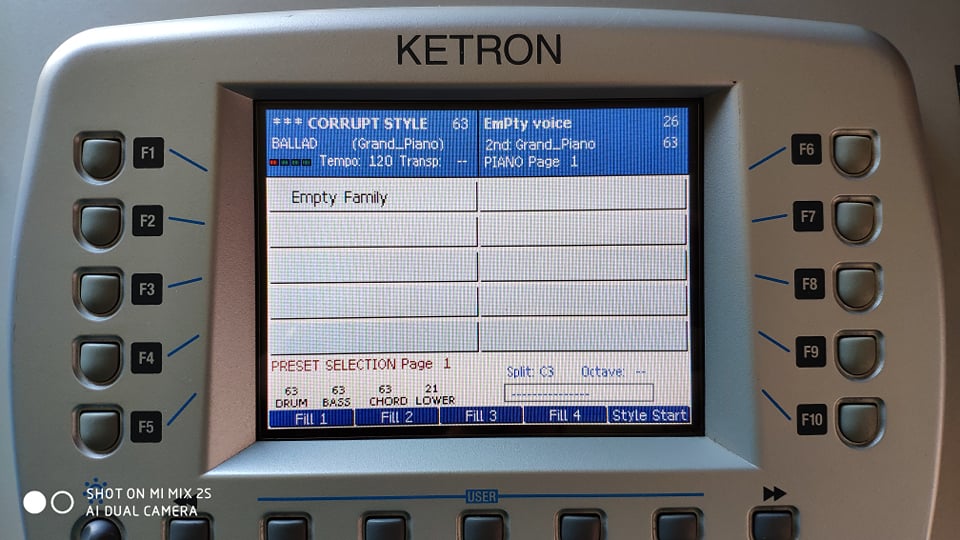 KETRON
*** CORRUPT STYLE 63
BALLAD (Grand_Piano)
Tempo: 120 Transp: --
EmPty voice 26
2nd: Grand_Piano 63
PIANO Page 1
Empty Family
PRESET SELECTION Page 1
Split: C3 Octave: --
63 63 63 21
DRUM BASS CHORD LOWER
---------------
Fill 1 Fill 2 Fill 3 Fill 4 Style Start
F1
F2
F3
F4
F5
F6
F7
F8
F9
F10
USER
SHOT ON MI MIX 2S
AI DUAL CAMERA